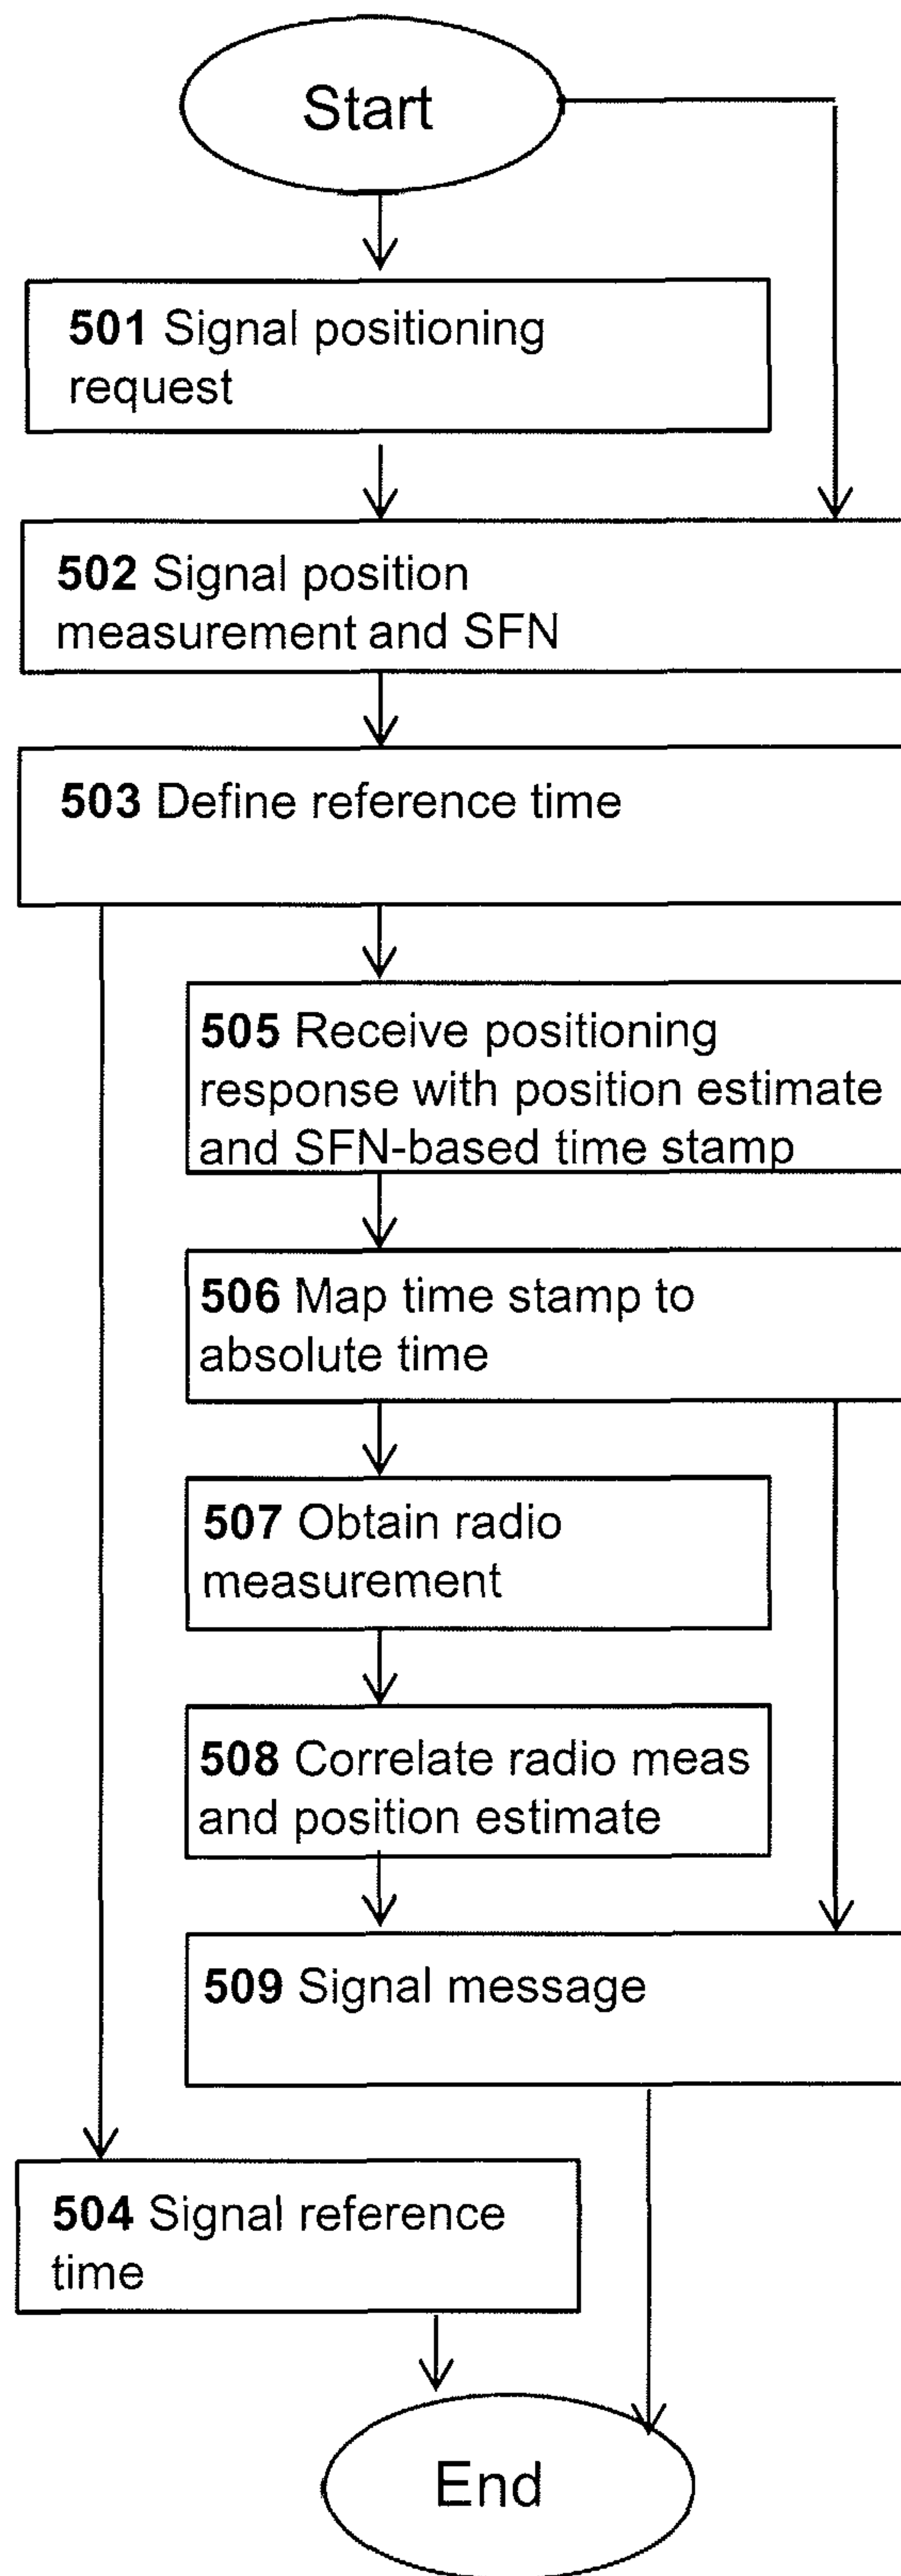 Start
501 Signal positioning
request
502 Signal position
measurement and SFN
503 Define reference time
505 Receive positioning
response with position estimate
and SFN-based time stamp
506 Map time stamp to
absolute time
507 Obtain radio
measurement
508 Correlate radio meas
and position estimate
509 Signal message
504 Signal reference
time
End